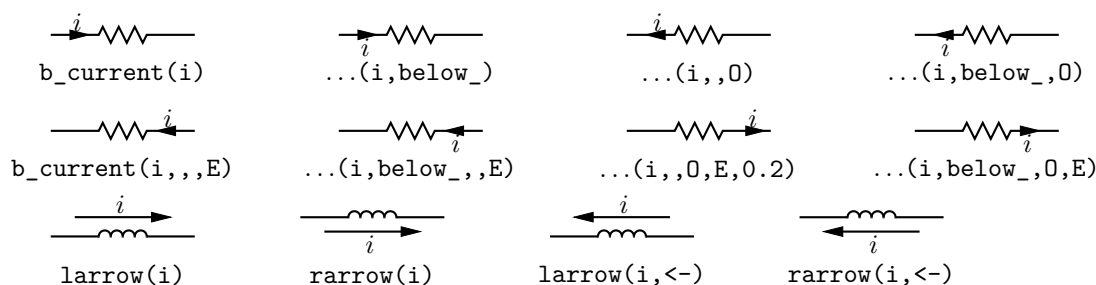 i i i i
b_current(i) ...(i,below_) ...(i,,O) ...(i,below_,O)
i i i i
b_current(i,,,E) ...(i,below_,,E) ...(i,,O,E,0.2) ...(i,below_,O,E)
i i i i
larrow(i) rarrow(i) larrow(i,<-) rarrow(i,<-)